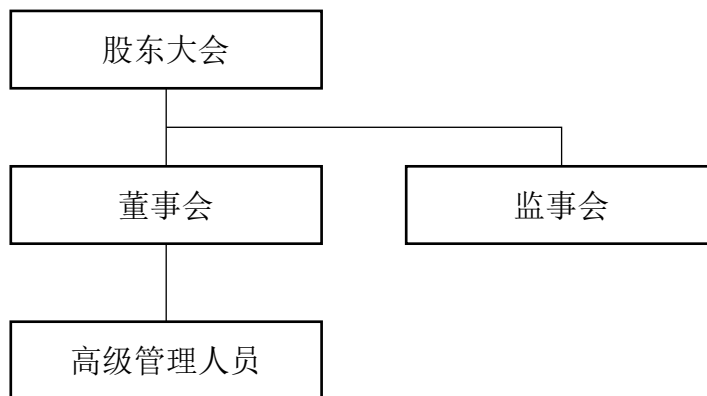 股东大会
董事会
监事会
高级管理人员